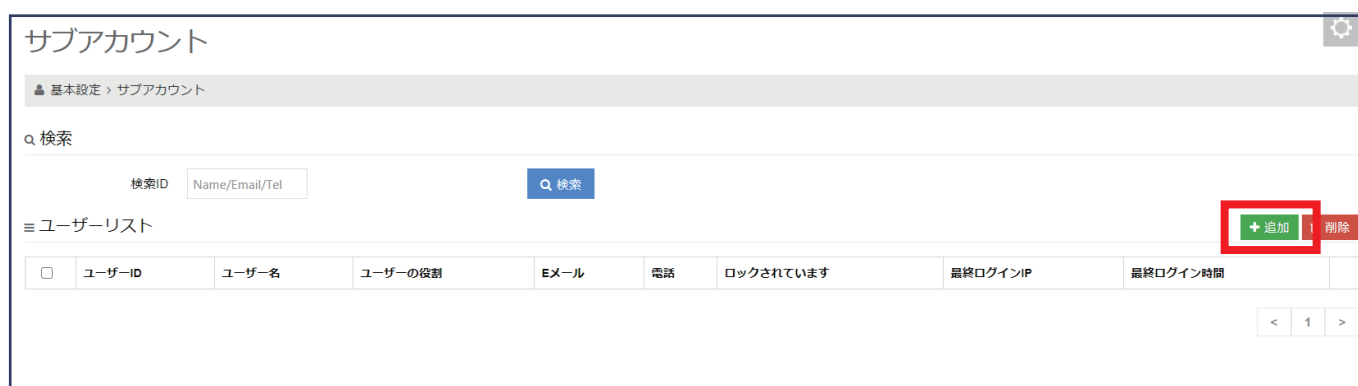 サブアカウント
基本設定 > サブアカウント
検索
検索ID Name/Email/Tel 検索
ユーザーリスト
追加 削除
ユーザーID ユーザー名 ユーザーの役割 Eメール 電話 ロックされています 最終ログインIP 最終ログイン時間
< 1 >